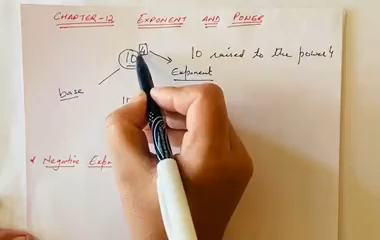 CHAPTER-12 EXPONENT AND POWER
10⁴ 10 raised to the power 4
Exponent
base
* Negative